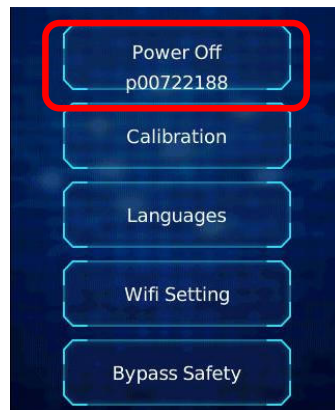 Power Off
p00722188
Calibration
Languages
Wifi Setting
Bypass Safety